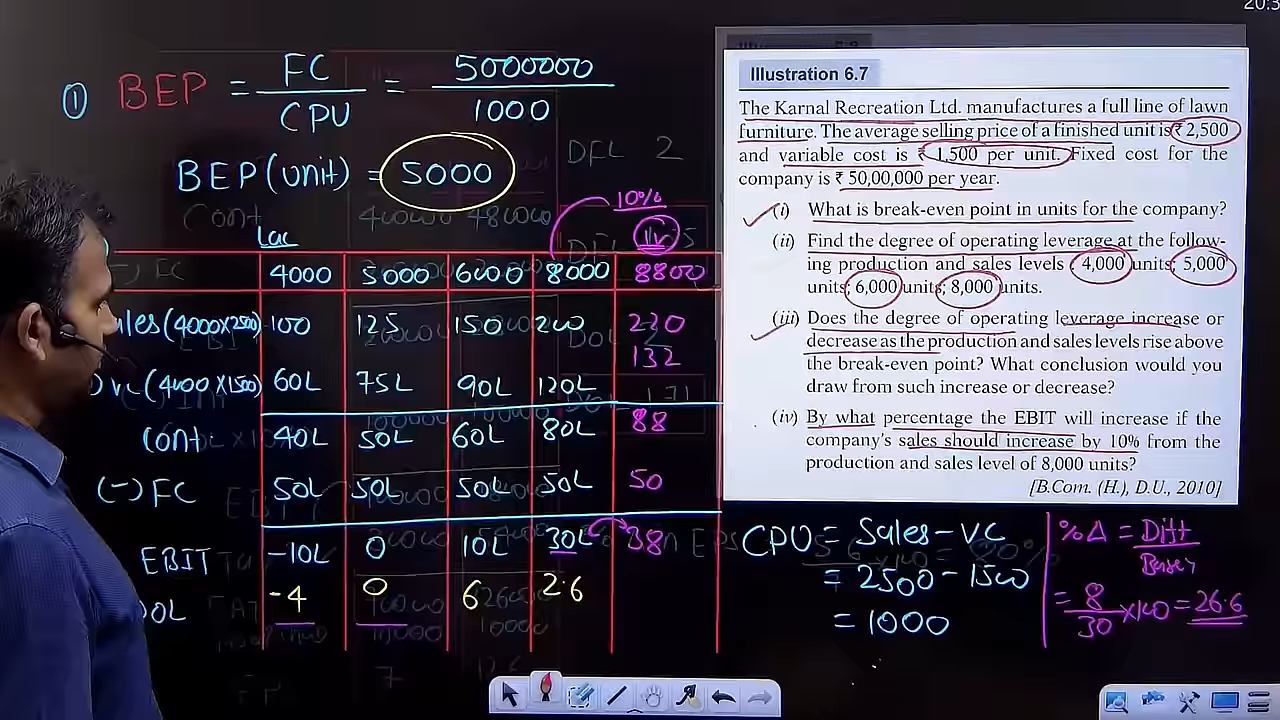 20:3
① BEP = FC / CPU = 5000000 / 1000
BEP (unit) = 5000
DFL 2
Cont 480000
10%
Lac
(-) FC
4000 5000 6000 8000 8800
Sales (4000×2500) 100 125 150 200 220
VC (4000 × 1500) 60L 75L 90L 120L 132
Cont 40L 50L 60L 80L 88
(-) FC 50L 50L 50L 50L 50
EBIT -10L 0 10L 30L 38
DOL -4 0 6 2.6
Illustration 6.7
The Karnal Recreation Ltd. manufactures a full line of lawn
furniture. The average selling price of a finished unit is ₹ 2,500
and variable cost is ₹ 1,500 per unit. Fixed cost for the
company is ₹ 50,00,000 per year.
(i) What is break-even point in units for the company?
(ii) Find the degree of operating leverage at the follow-
ing production and sales levels : 4,000 units; 5,000
units; 6,000 units; 8,000 units.
(iii) Does the degree of operating leverage increase or
decrease as the production and sales levels rise above
the break-even point? What conclusion would you
draw from such increase or decrease?
(iv) By what percentage the EBIT will increase if the
company's sales should increase by 10% from the
production and sales level of 8,000 units?
[B.Com. (H.), D.U., 2010]
CPU = Sales - VC
= 2500 - 1500
= 1000
% Δ = Diff / Base
= 8 / 30 × 100 = 26.6